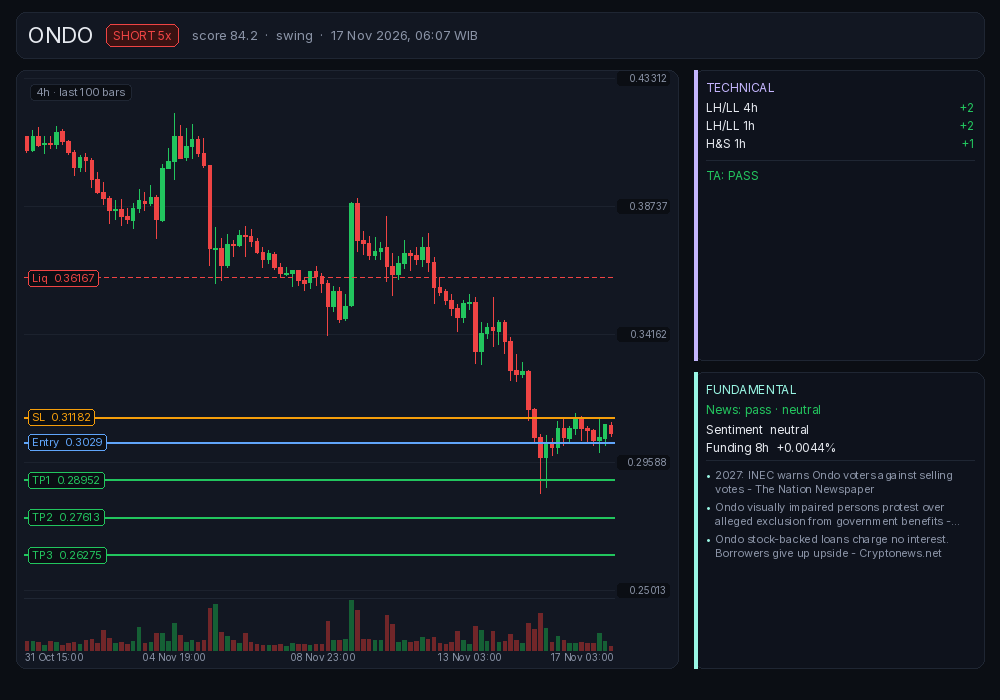 ONDO
SHORT 5x
score 84.2 · swing · 17 Nov 2026, 06:07 WIB
4h · last 100 bars
0.43312
0.38737
Liq 0.36167
0.34162
SL 0.31182
Entry 0.3029
0.29588
TP1 0.28952
TP2 0.27613
TP3 0.26275
0.25013
31 Oct 15:00
04 Nov 19:00
08 Nov 23:00
13 Nov 03:00
17 Nov 03:00
TECHNICAL
LH/LL 4h +2
LH/LL 1h +2
H&S 1h +1
TA: PASS
FUNDAMENTAL
News: pass · neutral
Sentiment neutral
Funding 8h +0.0044%
• 2027: INEC warns Ondo voters against selling
votes - The Nation Newspaper
• Ondo visually impaired persons protest over
alleged exclusion from government benefits -...
• Ondo stock-backed loans charge no interest.
Borrowers give up upside - Cryptonews.net